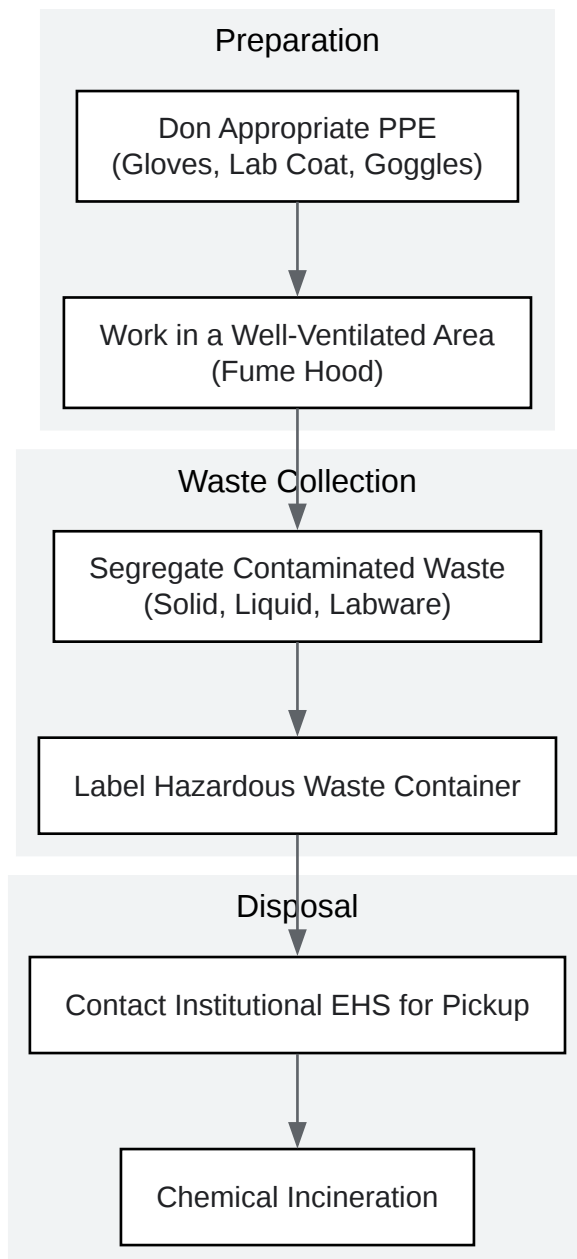 Preparation
Don Appropriate PPE
(Gloves, Lab Coat, Goggles)
Work in a Well-Ventilated Area
(Fume Hood)
Waste Collection
Segregate Contaminated Waste
(Solid, Liquid, Labware)
Label Hazardous Waste Container
Disposal
Contact Institutional EHS for Pickup
Chemical Incineration